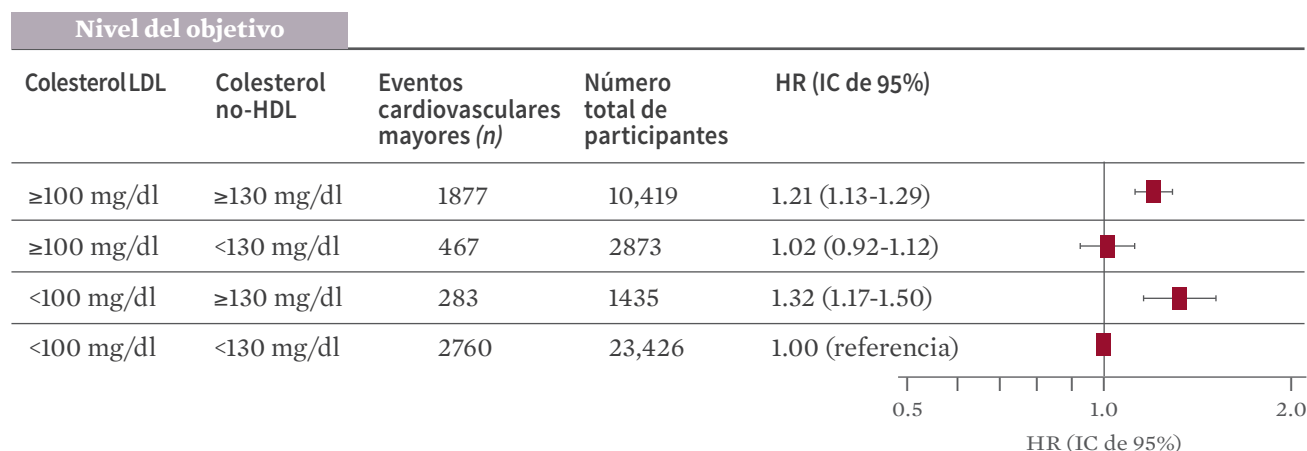 Nivel del objetivo
Colesterol LDL Colesterol no-HDL Eventos cardiovasculares mayores (n) Número total de participantes HR (IC de 95%)
≥100 mg/dl ≥130 mg/dl 1877 10,419 1.21 (1.13-1.29)
≥100 mg/dl <130 mg/dl 467 2873 1.02 (0.92-1.12)
<100 mg/dl ≥130 mg/dl 283 1435 1.32 (1.17-1.50)
<100 mg/dl <130 mg/dl 2760 23,426 1.00 (referencia)
0.5 1.0 2.0
HR (IC de 95%)